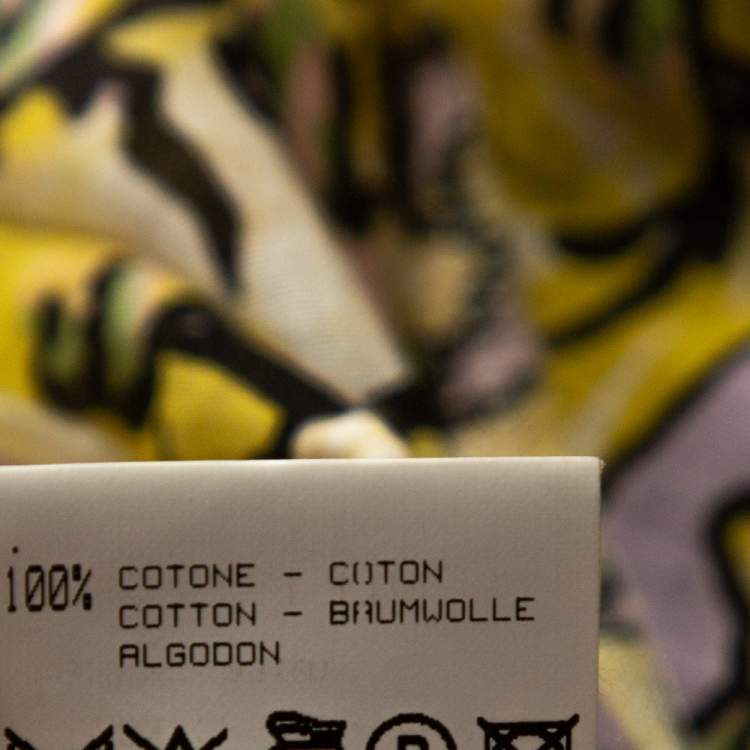 100% COTONE - COTON
COTTON - BAUMWOLLE
ALGODON
P